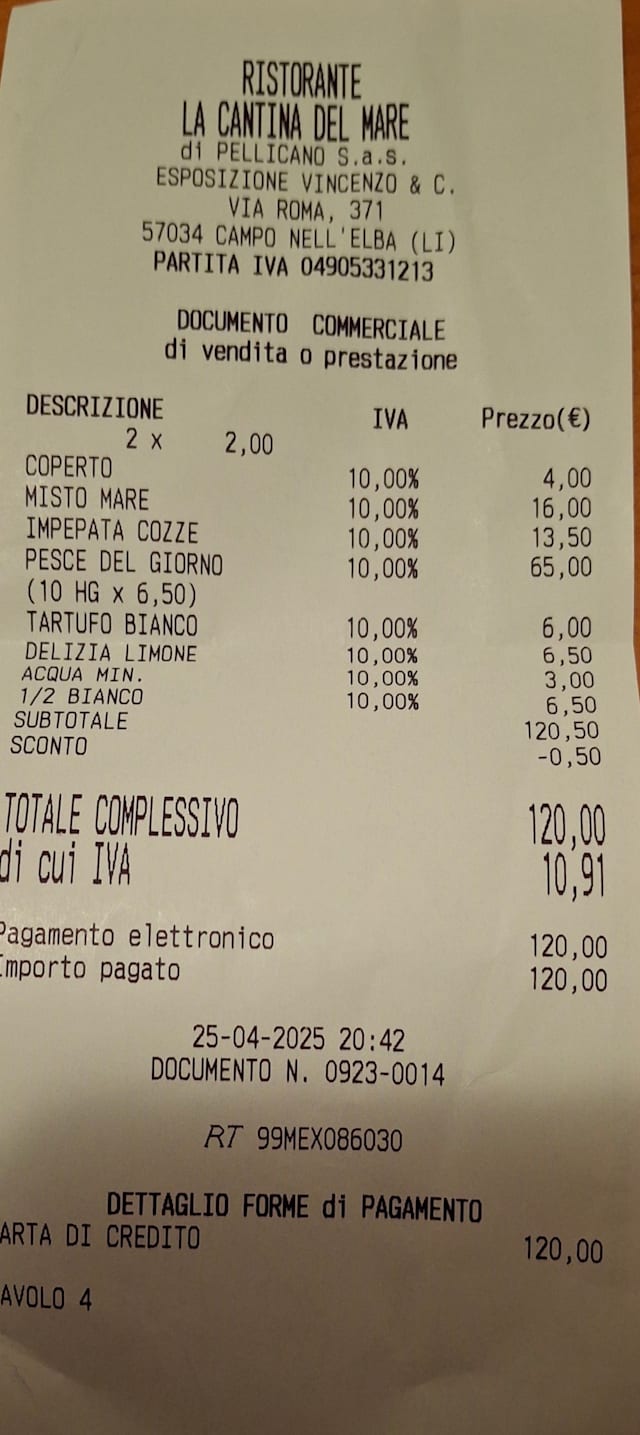 RISTORANTE
LA CANTINA DEL MARE
di PELLICANO S.a.s.
ESPOSIZIONE VINCENZO & C.
VIA ROMA, 371
57034 CAMPO NELL'ELBA (LI)
PARTITA IVA 04905331213
DOCUMENTO COMMERCIALE
di vendita o prestazione
DESCRIZIONE IVA Prezzo(€)
2 x 2,00
COPERTO 10,00% 4,00
MISTO MARE 10,00% 16,00
IMPEPATA COZZE 10,00% 13,50
PESCE DEL GIORNO 10,00% 65,00
(10 HG x 6,50)
TARTUFO BIANCO 10,00% 6,00
DELIZIA LIMONE 10,00% 6,50
ACQUA MIN. 10,00% 3,00
1/2 BIANCO 10,00% 6,50
SUBTOTALE 120,50
SCONTO -0,50
TOTALE COMPLESSIVO 120,00
di cui IVA 10,91
Pagamento elettronico 120,00
Importo pagato 120,00
25-04-2025 20:42
DOCUMENTO N. 0923-0014
RT 99MEX086030
DETTAGLIO FORME di PAGAMENTO
ARTA DI CREDITO 120,00
AVOLO 4